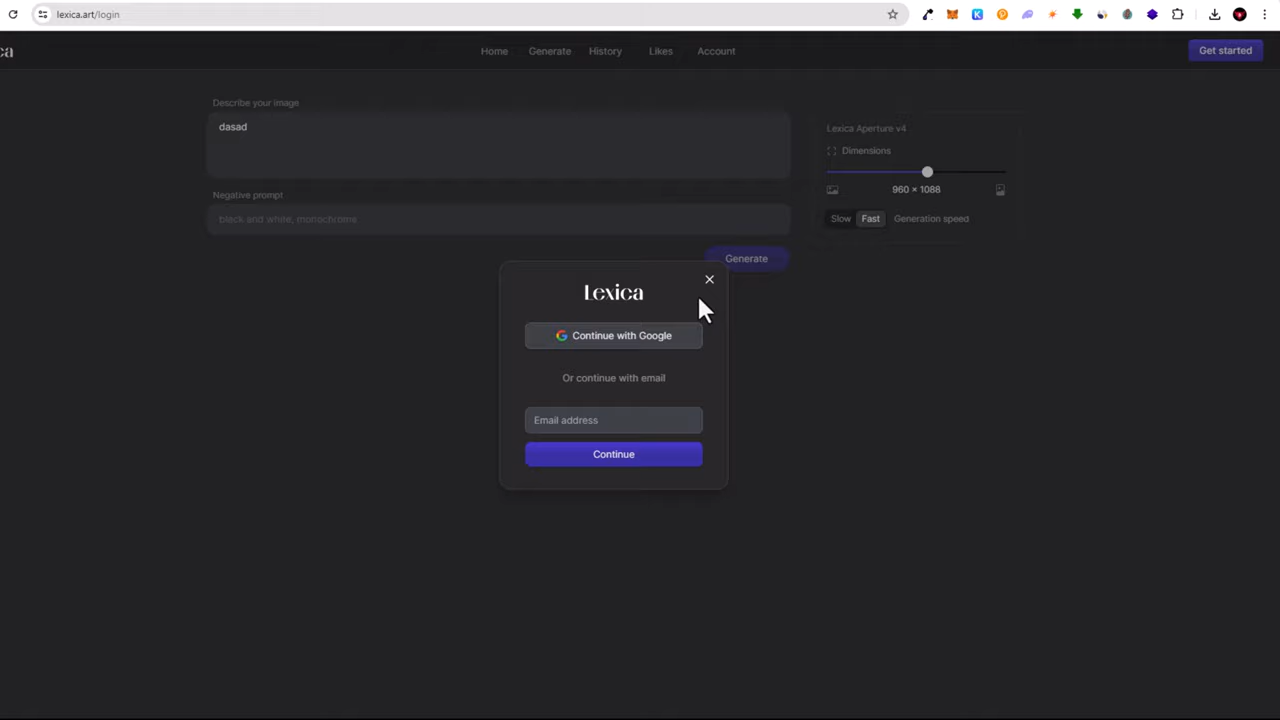 lexica.art/login
ca
Home Generate History Likes Account
Get started
Describe your image
dasad
Negative prompt
black and white, monochrome
Generate
Lexica Aperture v4
Dimensions
960 × 1088
Slow Fast Generation speed
Lexica
Continue with Google
Or continue with email
Email address
Continue